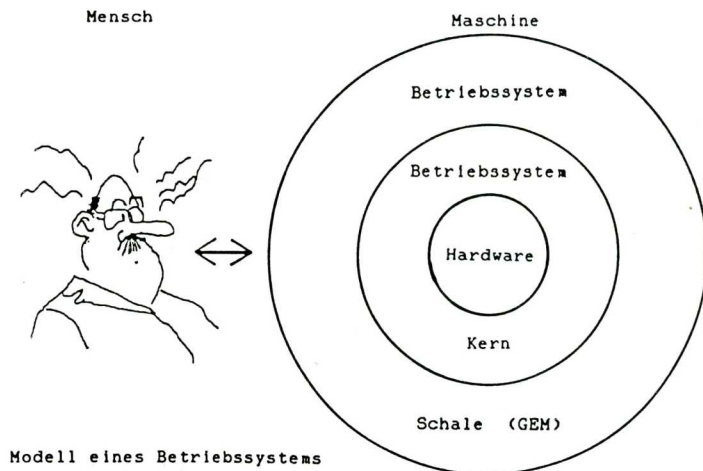 Mensch
Maschine
Betriebssystem
Betriebssystem
Hardware
Kern
Schale (GEM)
Modell eines Betriebssystems